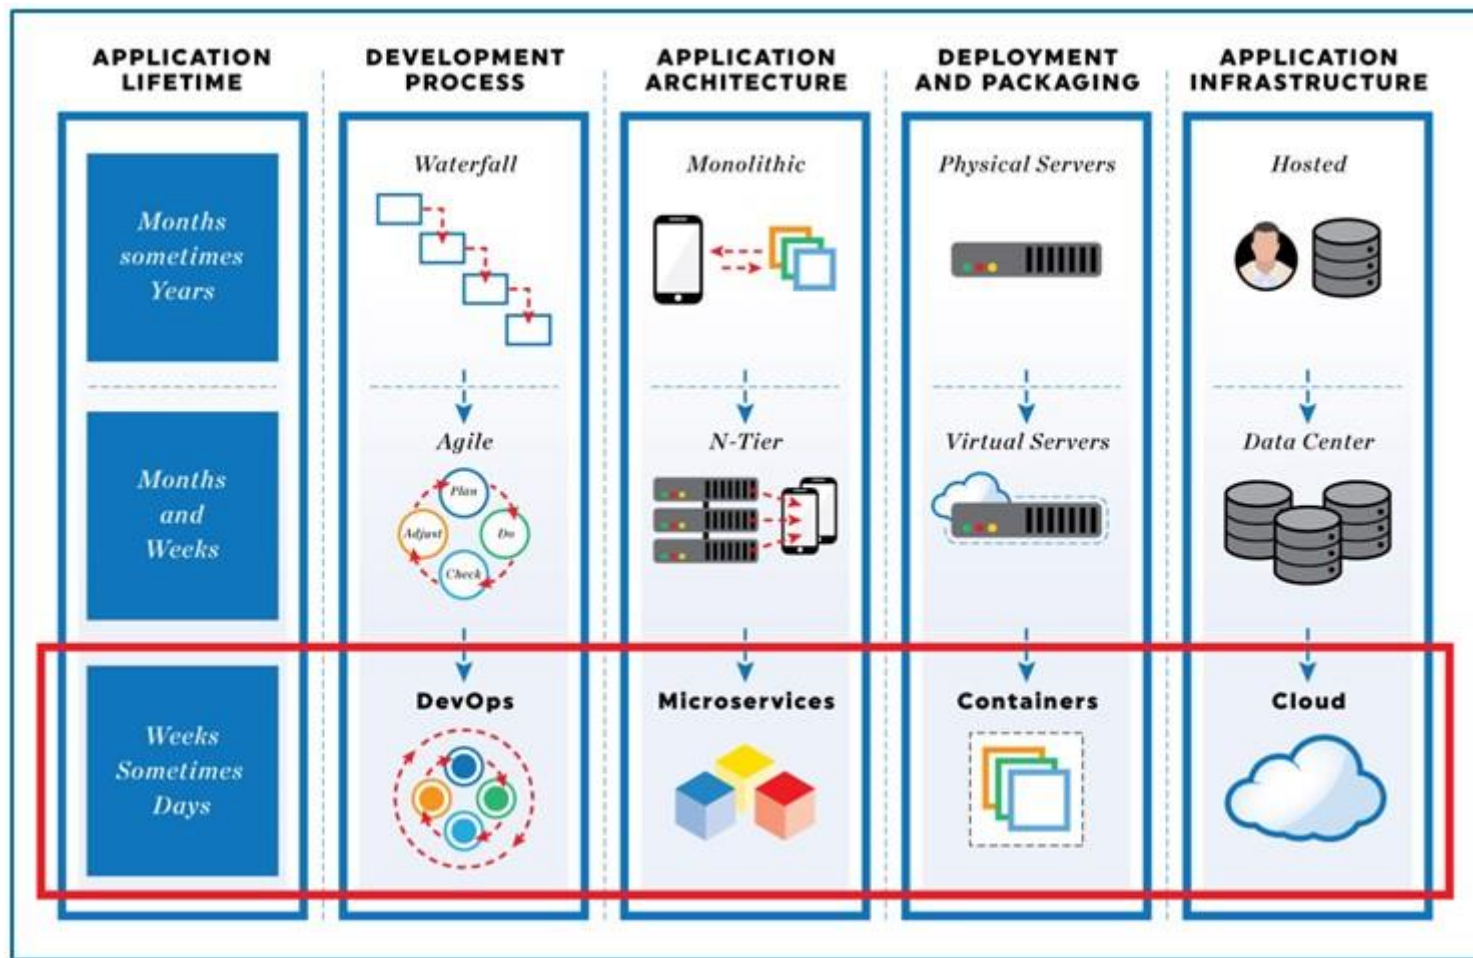 APPLICATION
LIFETIME
DEVELOPMENT
PROCESS
APPLICATION
ARCHITECTURE
DEPLOYMENT
AND PACKAGING
APPLICATION
INFRASTRUCTURE
Months
sometimes
Years
Waterfall
Monolithic
Physical Servers
Hosted
Months
and
Weeks
Agile
Plan
Adjust
Do
Check
N-Tier
Virtual Servers
Data Center
Weeks
Sometimes
Days
DevOps
Microservices
Containers
Cloud